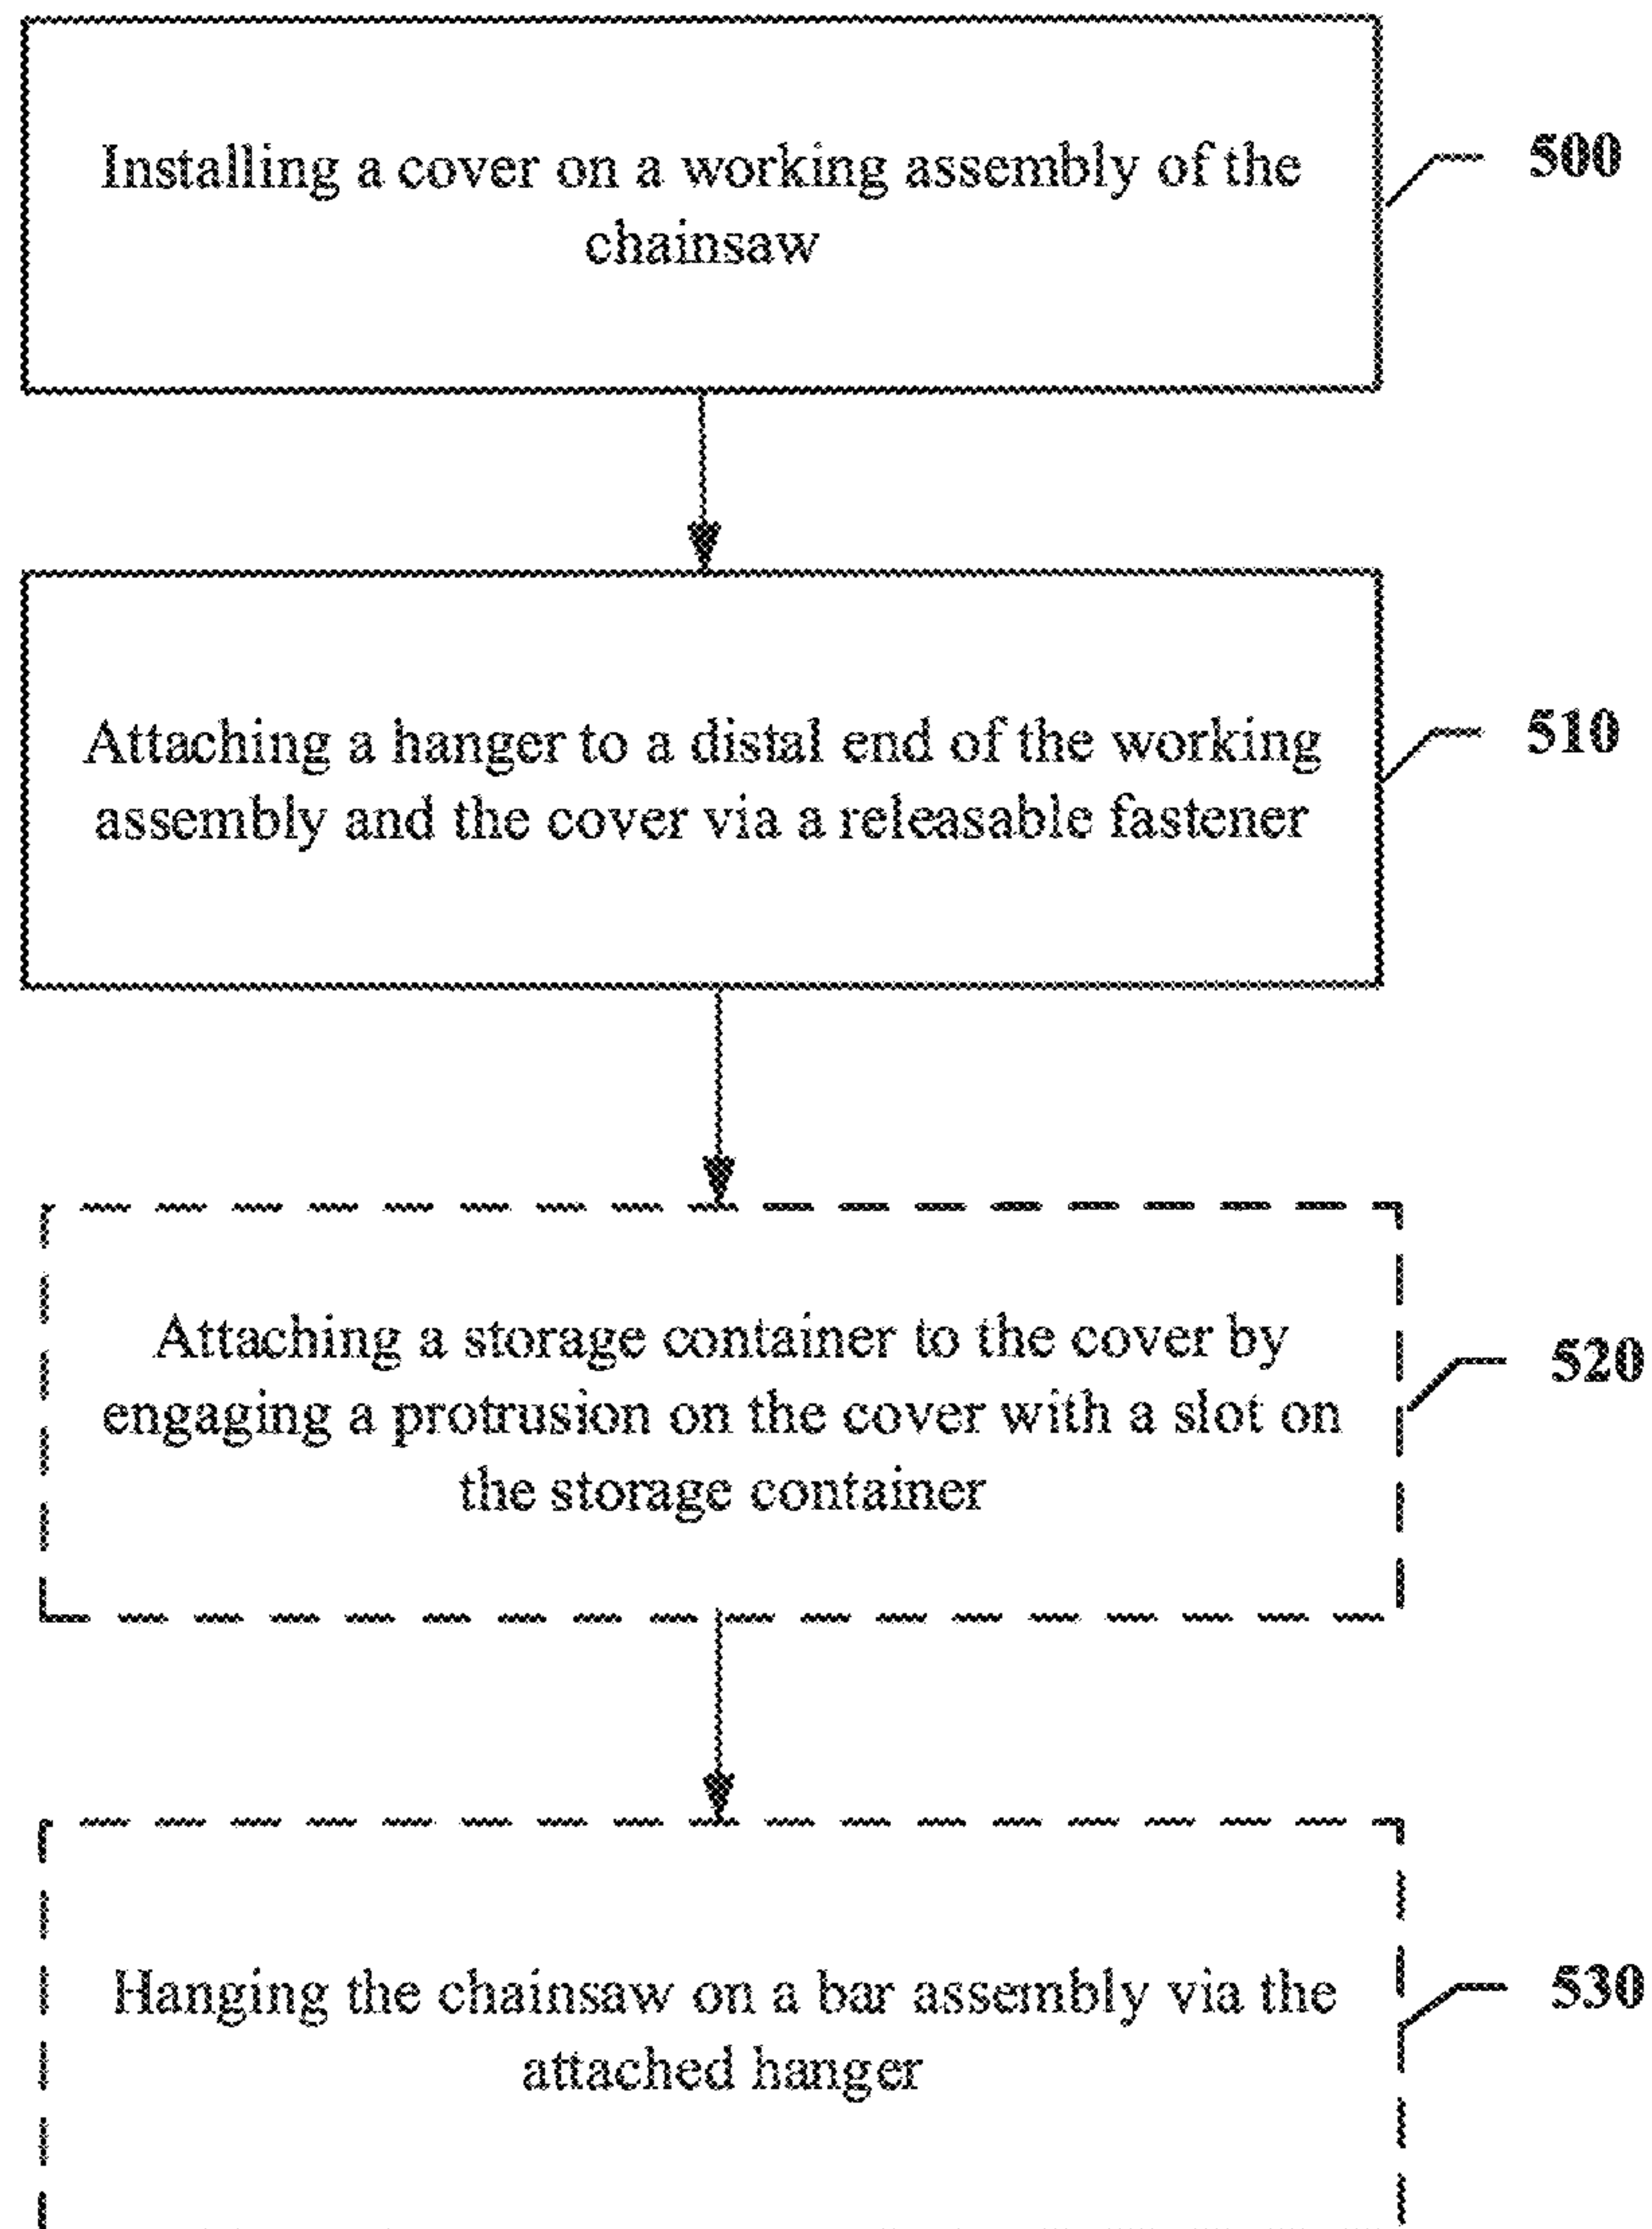 Installing a cover on a working assembly of the
chainsaw
500
Attaching a hanger to a distal end of the working
assembly and the cover via a releasable fastener
510
Attaching a storage container to the cover by
engaging a protrusion on the cover with a slot on
the storage container
520
Hanging the chainsaw on a bar assembly via the
attached hanger
530